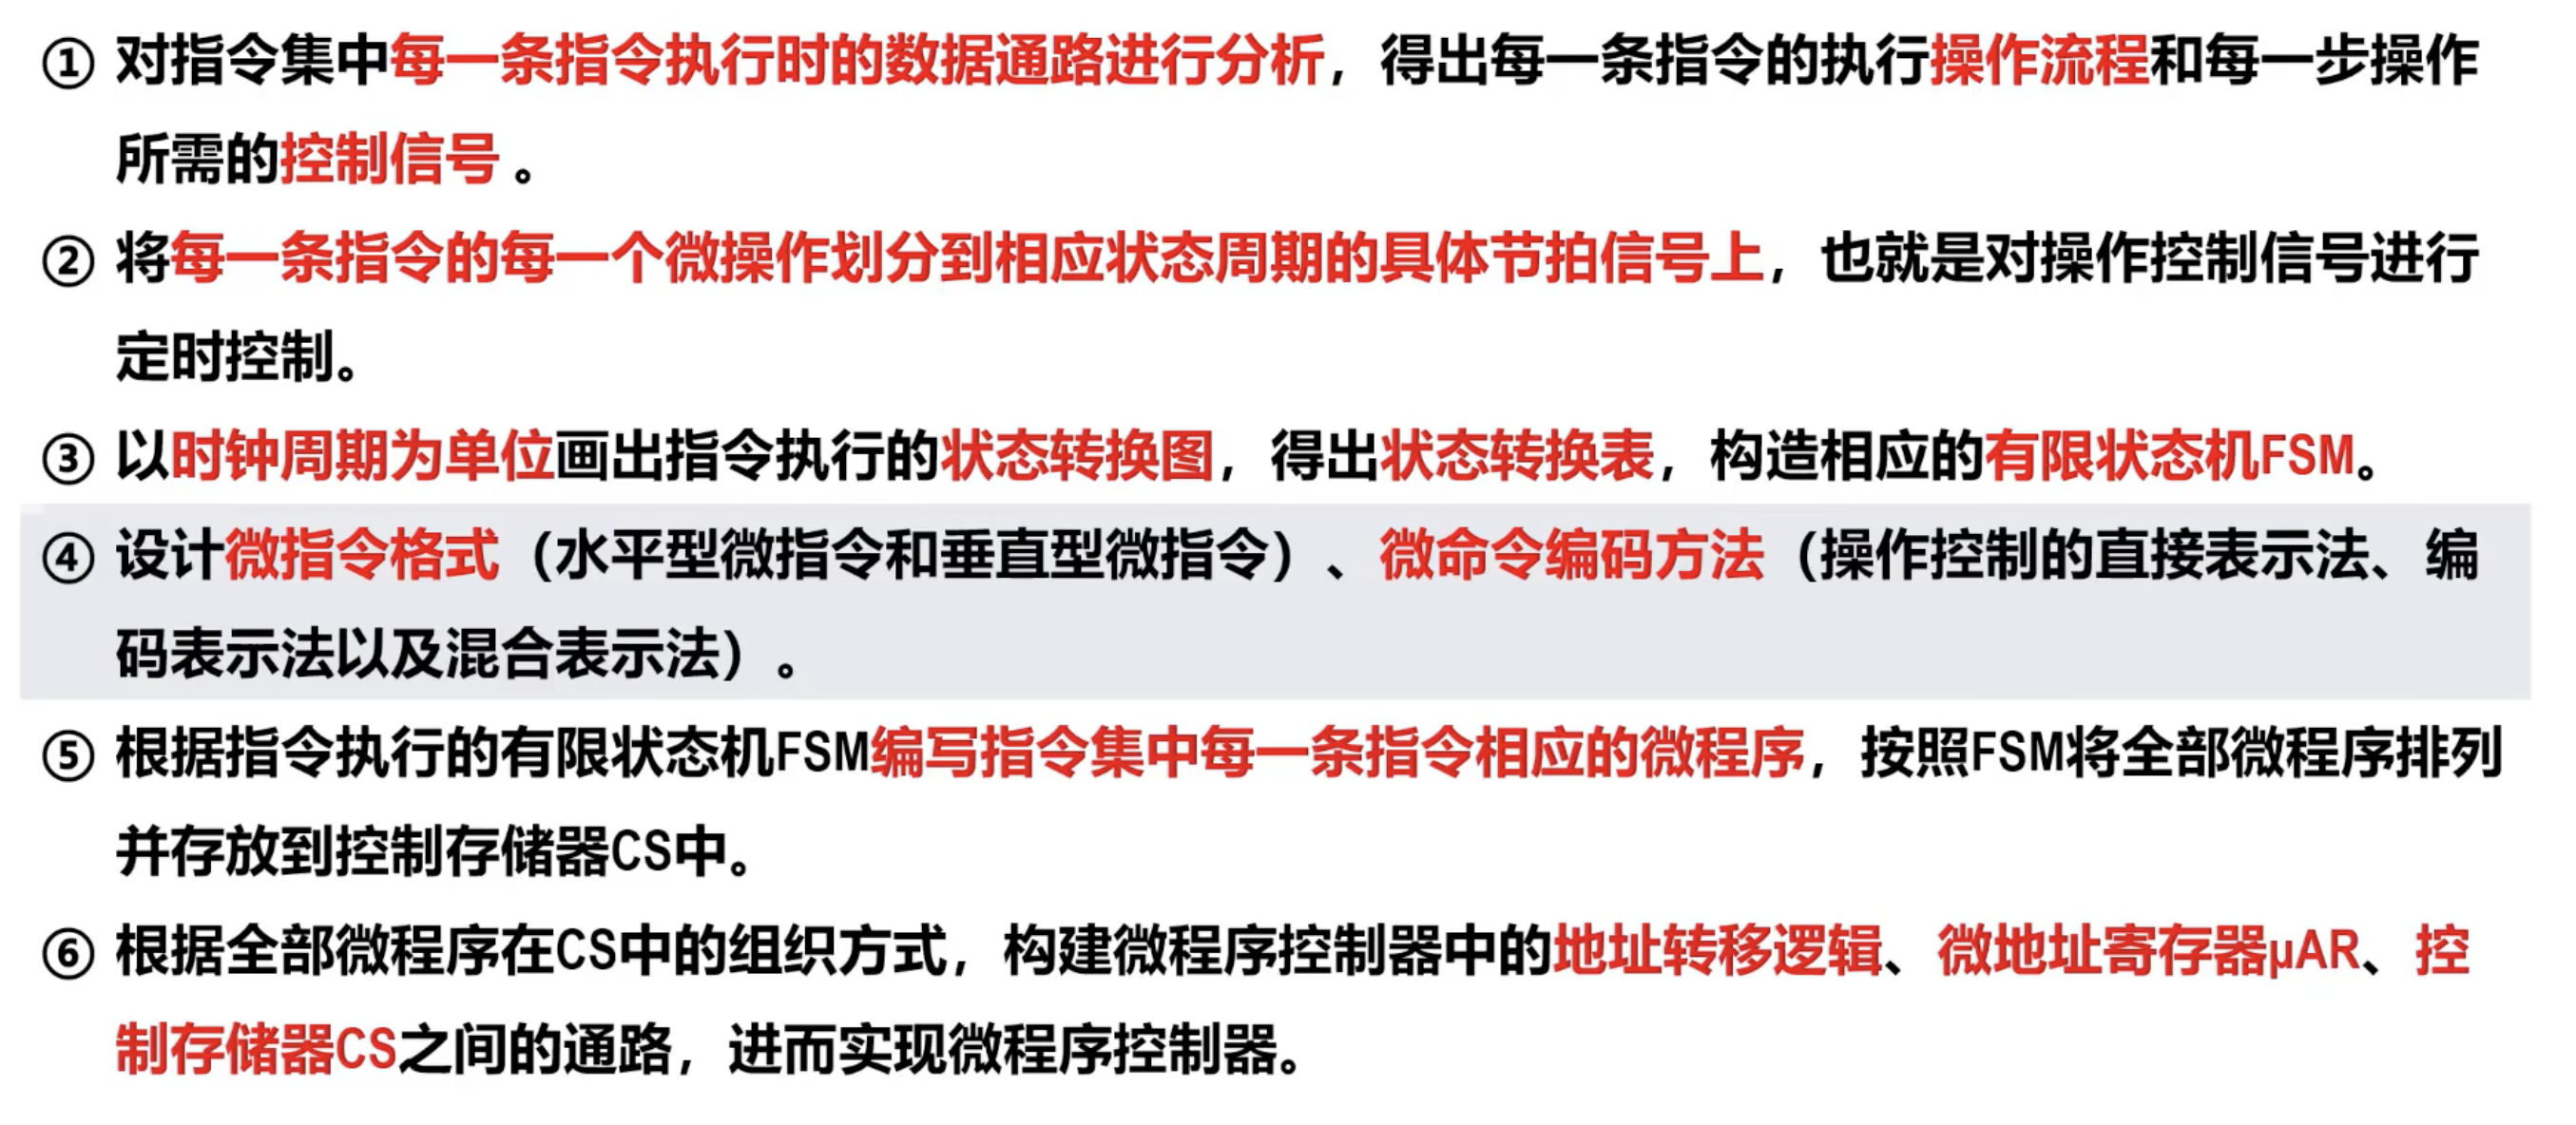 ① 对指令集中每一条指令执行时的数据通路进行分析，得出每一条指令的执行操作流程和每一步操作
所需的控制信号 。
② 将每一条指令的每一个微操作划分到相应状态周期的具体节拍信号上，也就是对操作控制信号进行
定时控制。
③ 以时钟周期为单位画出指令执行的状态转换图，得出状态转换表，构造相应的有限状态机FSM。
④ 设计微指令格式（水平型微指令和垂直型微指令）、微命令编码方法（操作控制的直接表示法、编
码表示法以及混合表示法）。
⑤ 根据指令执行的有限状态机FSM编写指令集中每一条指令相应的微程序，按照FSM将全部微程序排列
并存放到控制存储器CS中。
⑥ 根据全部微程序在CS中的组织方式，构建微程序控制器中的地址转移逻辑、微地址寄存器μAR、控
制存储器CS之间的通路，进而实现微程序控制器。